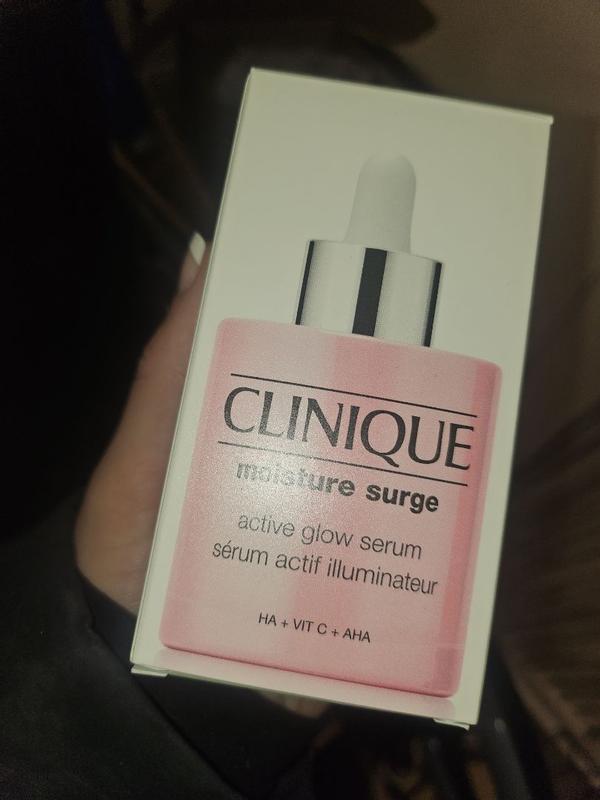 CLINIQUE
moisture surge
active glow serum
sérum actif illuminateur
HA + VIT C + AHA